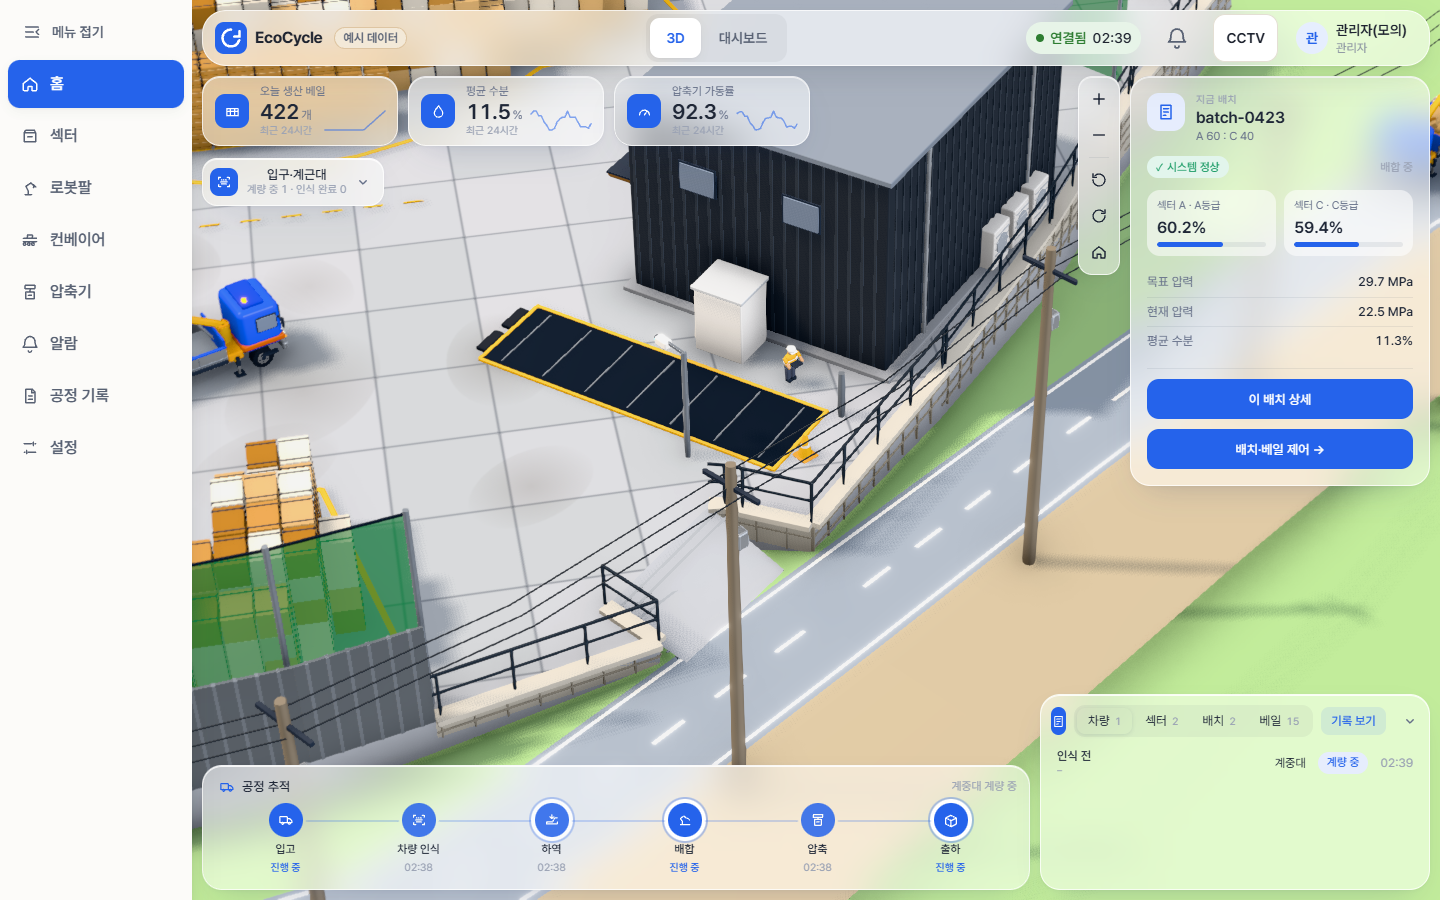 메뉴 접기
홈
섹터
로봇팔
컨베이어
압축기
알람
공정 기록
설정
EcoCycle
예시 데이터
3D
대시보드
연결됨 02:39
CCTV
관
관리자(모의)
관리자
오늘 생산 베일
422개
최근 24시간
평균 수분
11.5%
최근 24시간
압축기 가동률
92.3%
최근 24시간
입구·계근대
계량 중 1 · 인식 완료 0
지금 배치
batch-0423
A 60 : C 40
✓ 시스템 정상
배합 중
섹터 A · A등급
60.2%
섹터 C · C등급
59.4%
목표 압력 29.7 MPa
현재 압력 22.5 MPa
평균 수분 11.3%
이 배치 상세
배치·베일 제어 →
공정 추적
계중대 계량 중
입고
진행 중
차량 인식
02:38
하역
02:38
배합
진행 중
압축
02:38
출하
진행 중
차량 1
섹터 2
배치 2
베일 15
기록 보기
인식 전
–
계중대
계량 중
02:39